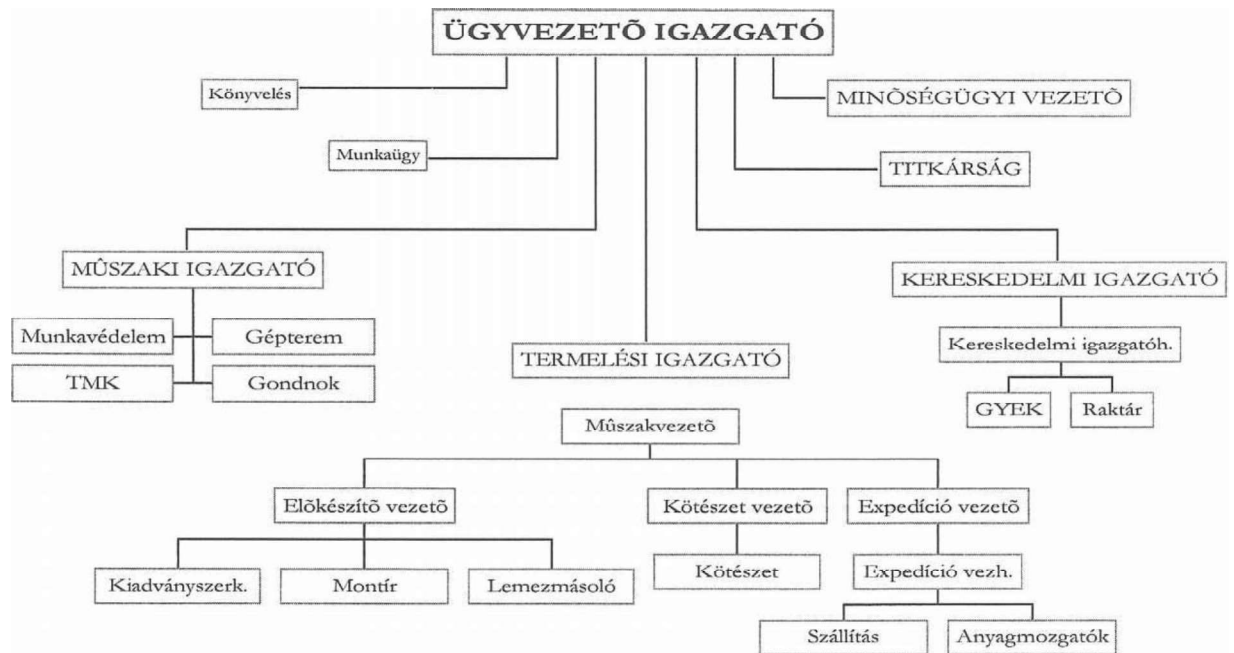 ÜGYVEZETÕ IGAZGATÓ
Könyvelés
MINÕSÉGÜGYI VEZETÕ
Munkaügy
TITKÁRSÁG
MÛSZAKI IGAZGATÓ
KERESKEDELMI IGAZGATÓ
Munkavédelem
Gépterem
Kereskedelmi igazgatóh.
TERMELÉSI IGAZGATÓ
TMK
Gondnok
GYEK
Raktár
Mûszakvezetõ
Elõkészítõ vezetõ
Kötészet vezetõ
Expedíció vezetõ
Kiadványszerk.
Montír
Lemezmásoló
Kötészet
Expedíció vezh.
Szállítás
Anyagmozgatók